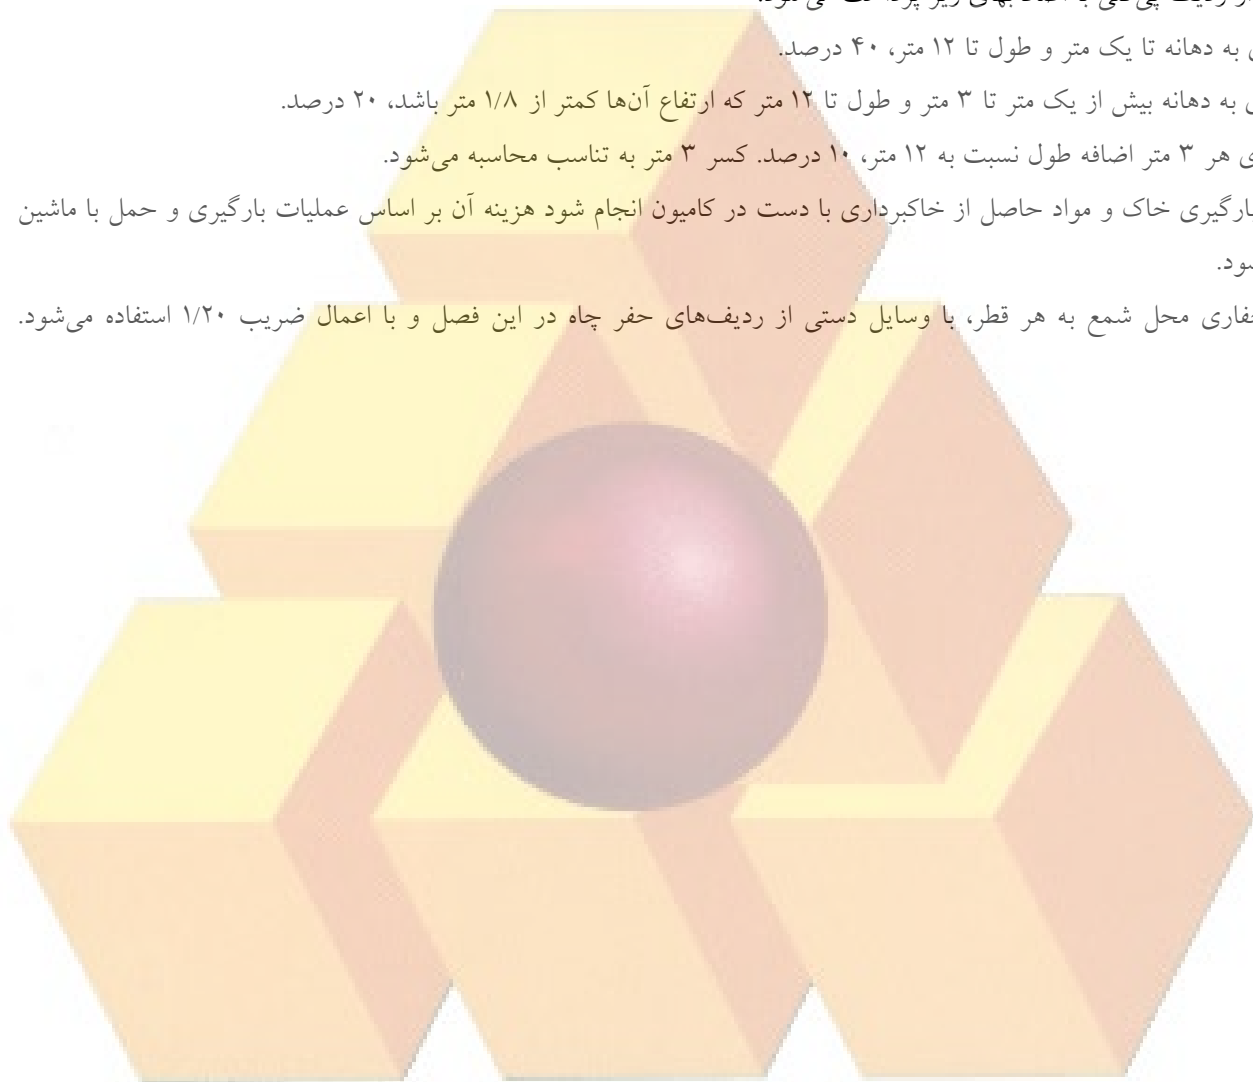 ی به دهانه تا یک متر و طول تا ۱۲ متر، ۴۰ درصد.
ی به دهانه بیش از یک متر تا ۳ متر و طول تا ۱۲ متر که ارتفاع آن‌ها کمتر از ۱/۸ متر باشد، ۲۰ درصد.
ی هر ۳ متر اضافه طول نسبت به ۱۲ متر، ۱۰ درصد. کسر ۳ متر به تناسب محاسبه می‌شود.
بارگیری خاک و مواد حاصل از خاکبرداری با دست در کامیون انجام شود هزینه آن بر اساس عملیات بارگیری و حمل با ماشین
شود.
حفاری محل شمع به هر قطر، با وسایل دستی از ردیف‌های حفر چاه در این فصل و با اعمال ضریب ۱/۲۰ استفاده می‌شود.